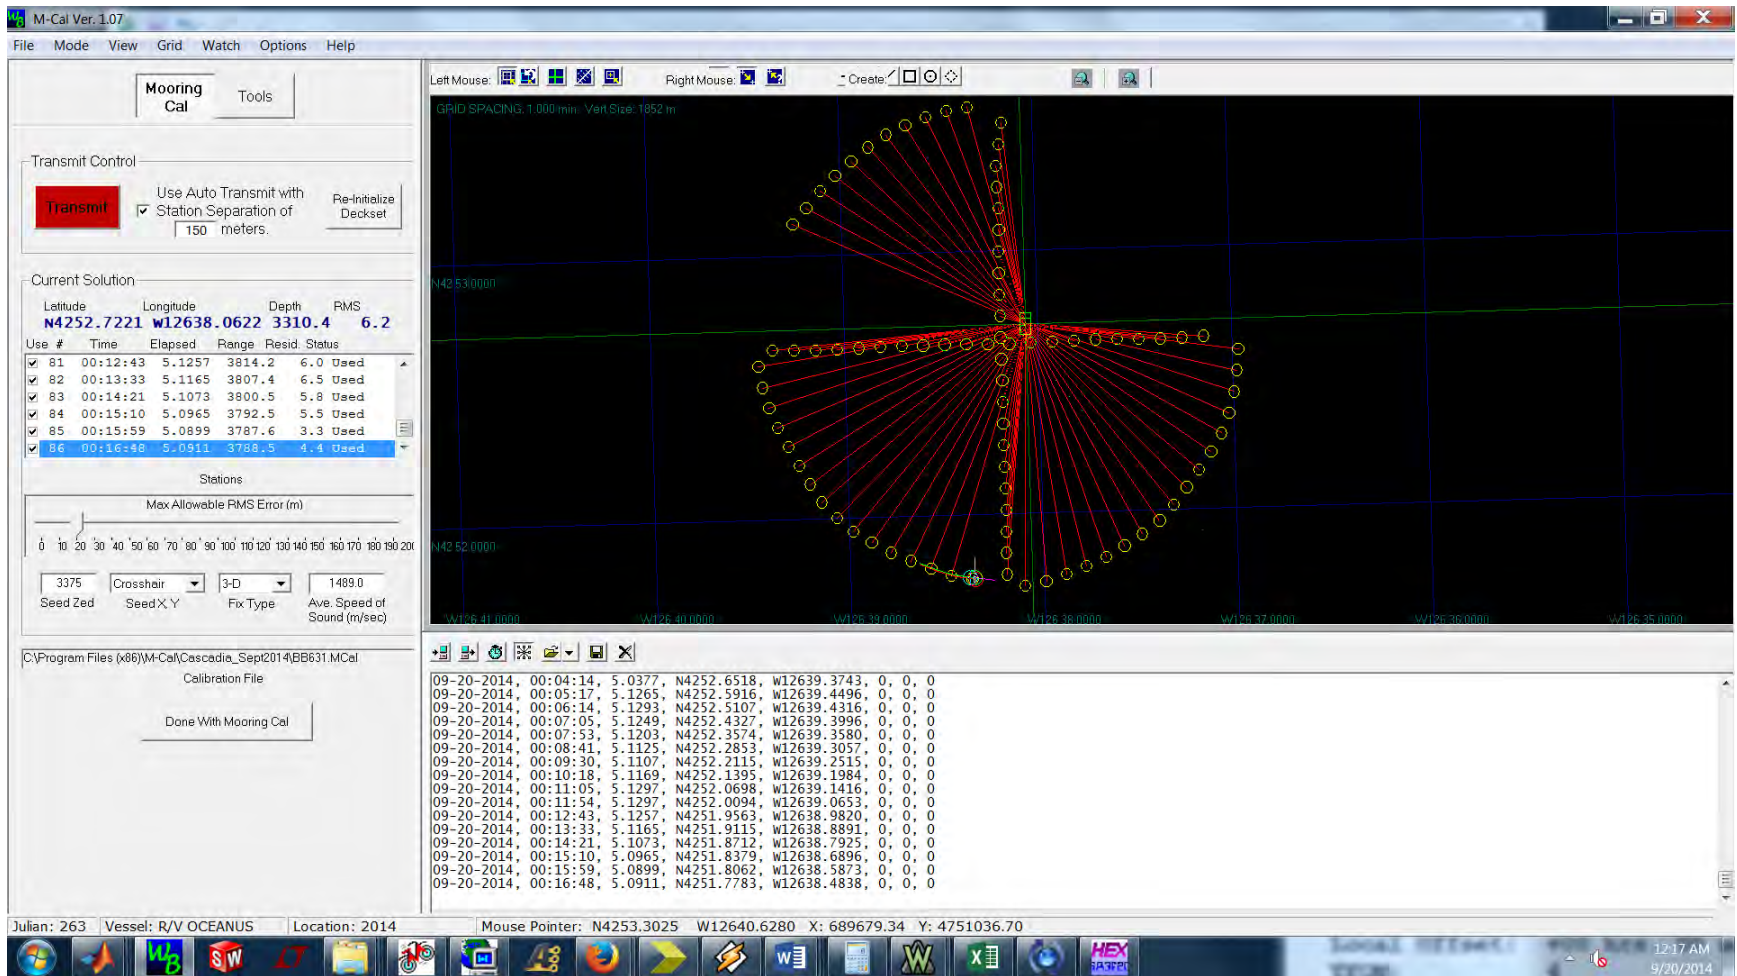 M-Cal Ver. 1.07
File Mode View Grid Watch Options Help
Mooring Cal
Tools
Left Mouse: Right Mouse: Create:
Transmit Control
Transmit
Use Auto Transmit with
Station Separation of
150 meters.
Re-Initialize
Deckset
Current Solution
Latitude Longitude Depth RMS
N4252.7221 W12638.0622 3310.4 6.2
Use # Time Elapsed Range Resid. Status
81 00:12:43 5.1257 3814.2 6.0 Used
82 00:13:33 5.1165 3807.4 6.5 Used
83 00:14:21 5.1073 3800.5 5.8 Used
84 00:15:10 5.0965 3792.5 5.5 Used
85 00:15:59 5.0899 3787.6 3.3 Used
86 00:16:48 5.0911 3788.5 4.4 Used
Stations
Max Allowable RMS Error (m)
0 10 20 30 40 50 60 70 80 90 100 110 120 130 140 150 160 170 180 190 200
3375 Crosshair 3-D 1489.0
Seed Zed Seed X,Y Fix Type Ave. Speed of
Sound (m/sec)
C:\Program Files (x86)\M-Cal\Cascadia_Sept2014\BB631.MCal
Calibration File
Done With Mooring Cal
GRID SPACING: 1.000 min. Vert Size: 1852 m
N42 53.0000
N42 52.0000
W126 41.0000 W126 40.0000 W126 39.0000 W126 38.0000 W126 37.0000 W126 36.0000 W126 35.0000
09-20-2014, 00:04:14, 5.0377, N4252.6518, W12639.3743, 0, 0, 0
09-20-2014, 00:05:17, 5.1265, N4252.5916, W12639.4496, 0, 0, 0
09-20-2014, 00:06:14, 5.1293, N4252.5107, W12639.4316, 0, 0, 0
09-20-2014, 00:07:05, 5.1249, N4252.4327, W12639.3996, 0, 0, 0
09-20-2014, 00:07:53, 5.1203, N4252.3574, W12639.3580, 0, 0, 0
09-20-2014, 00:08:41, 5.1125, N4252.2853, W12639.3057, 0, 0, 0
09-20-2014, 00:09:30, 5.1107, N4252.2115, W12639.2515, 0, 0, 0
09-20-2014, 00:10:18, 5.1169, N4252.1395, W12639.1984, 0, 0, 0
09-20-2014, 00:11:05, 5.1297, N4252.0698, W12639.1416, 0, 0, 0
09-20-2014, 00:11:54, 5.1297, N4252.0094, W12639.0653, 0, 0, 0
09-20-2014, 00:12:43, 5.1257, N4251.9563, W12638.9820, 0, 0, 0
09-20-2014, 00:13:33, 5.1165, N4251.9115, W12638.8891, 0, 0, 0
09-20-2014, 00:14:21, 5.1073, N4251.8712, W12638.7925, 0, 0, 0
09-20-2014, 00:15:10, 5.0965, N4251.8379, W12638.6896, 0, 0, 0
09-20-2014, 00:15:59, 5.0899, N4251.8062, W12638.5873, 0, 0, 0
09-20-2014, 00:16:48, 5.0911, N4251.7783, W12638.4838, 0, 0, 0
Julian: 263 Vessel: R/V OCEANUS Location: 2014 Mouse Pointer: N4253.3025 W12640.6280 X: 689679.34 Y: 4751036.70
HEX
12:17 AM
9/20/2014